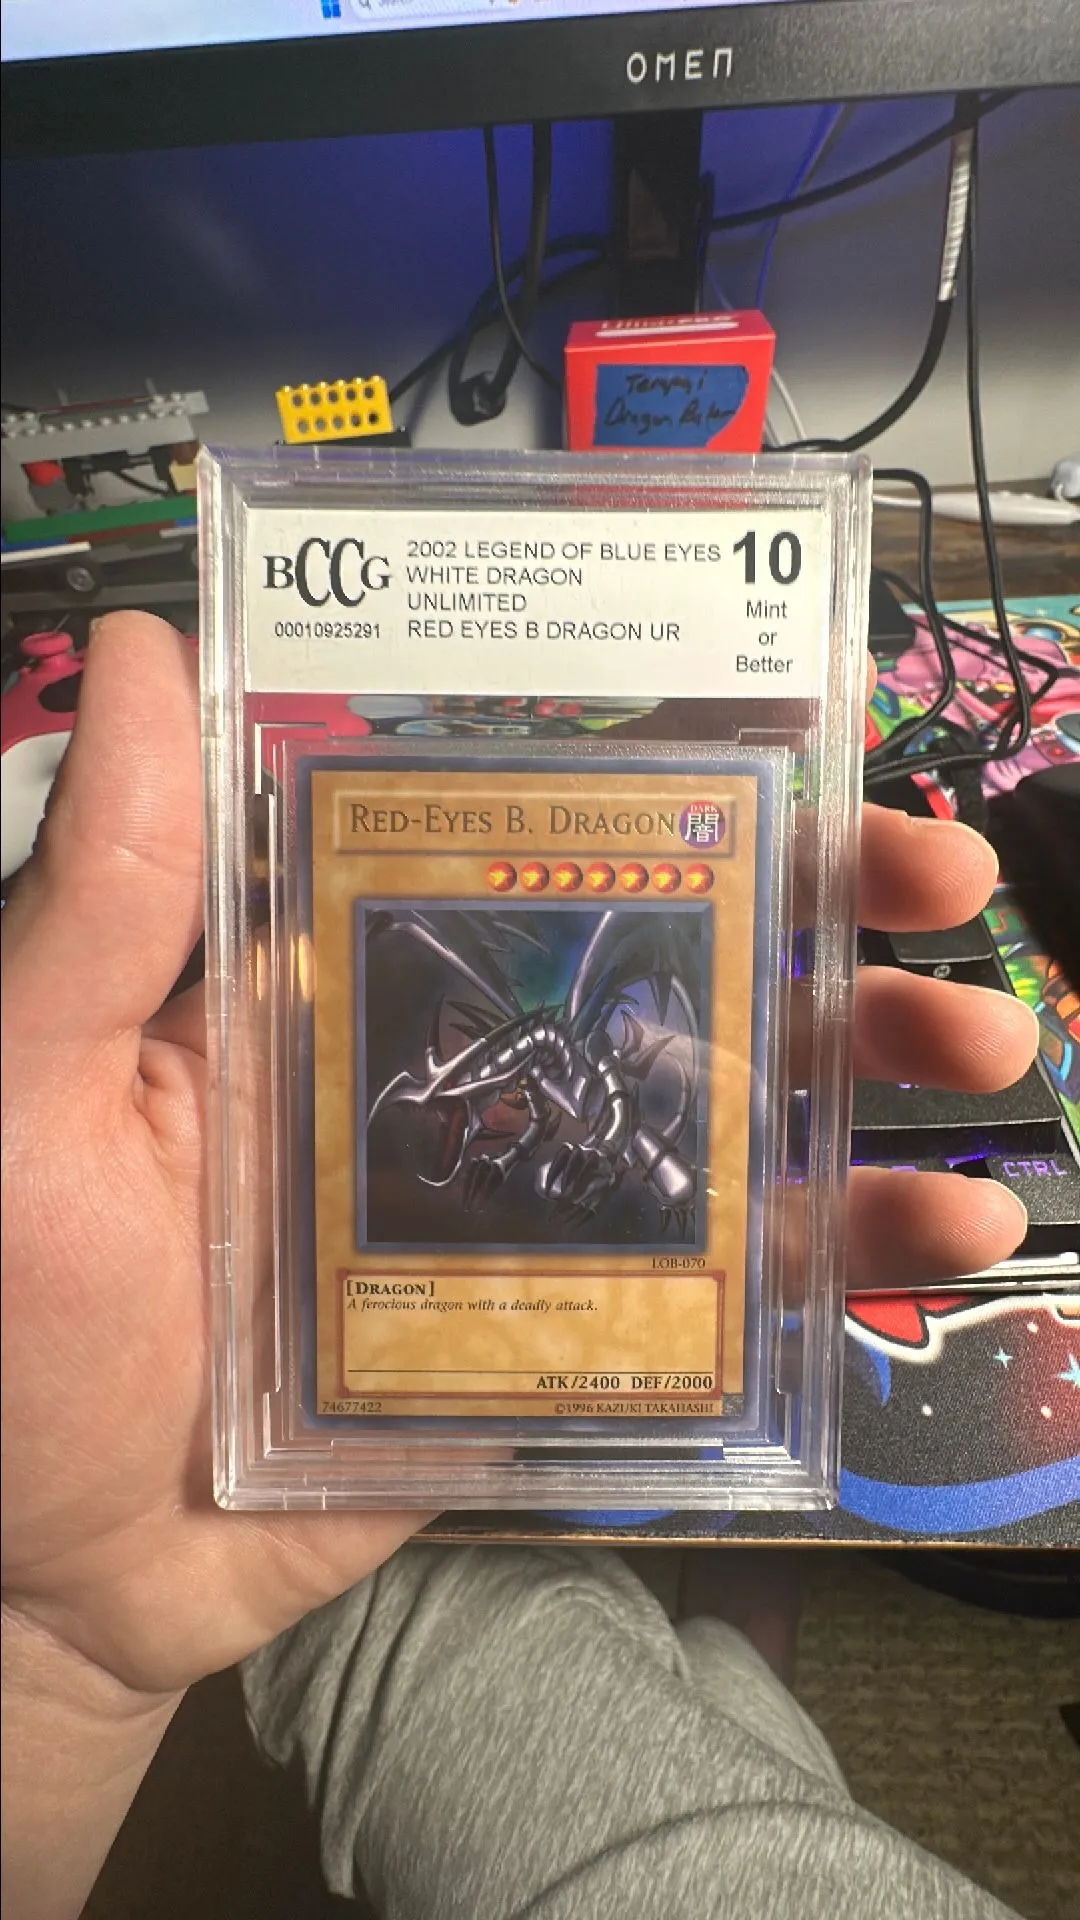 OMEN
Dragon
BCCG
2002 LEGEND OF BLUE EYES
WHITE DRAGON
UNLIMITED
00010925291 RED EYES B DRAGON UR
10
Mint
or
Better
RED-EYES B. DRAGON
DARK
闇
LOB-070
[DRAGON]
A ferocious dragon with a deadly attack.
ATK/2400 DEF/2000
74677422 ©1996 KAZUKI TAKAHASHI
CTRL